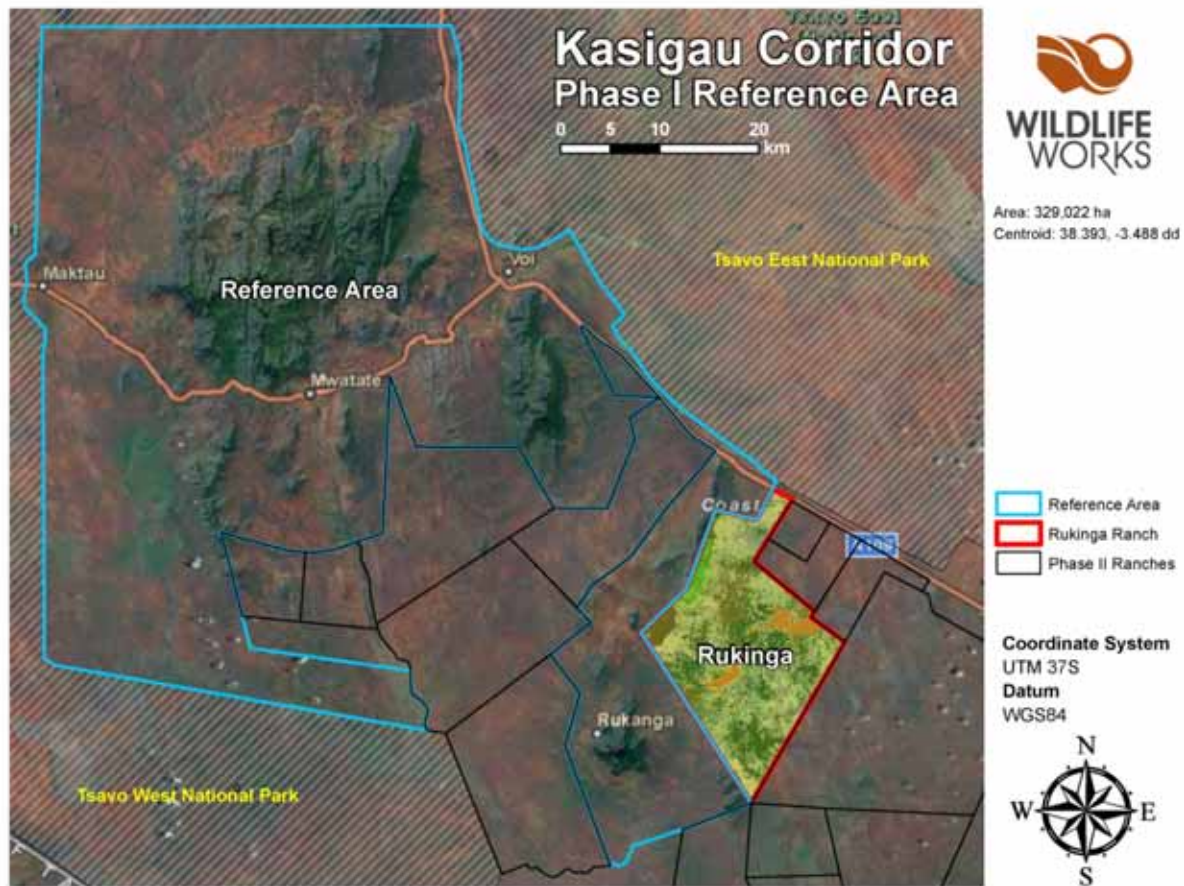 Tsavo East
Kasigau Corridor
Phase I Reference Area
0 5 10 20
km
WILDLIFE
WORKS
Area: 329,022 ha
Centroid: 38.393, -3.488 dd
Voi
Tsavo Eest National Park
Maktau
Reference Area
Mwatate
Coast
Reference Area
Rukinga Ranch
Phase II Ranches
Rukinga
Coordinate System
UTM 37S
Datum
WGS84
Rukanga
Tsavo West National Park
N
W E
S